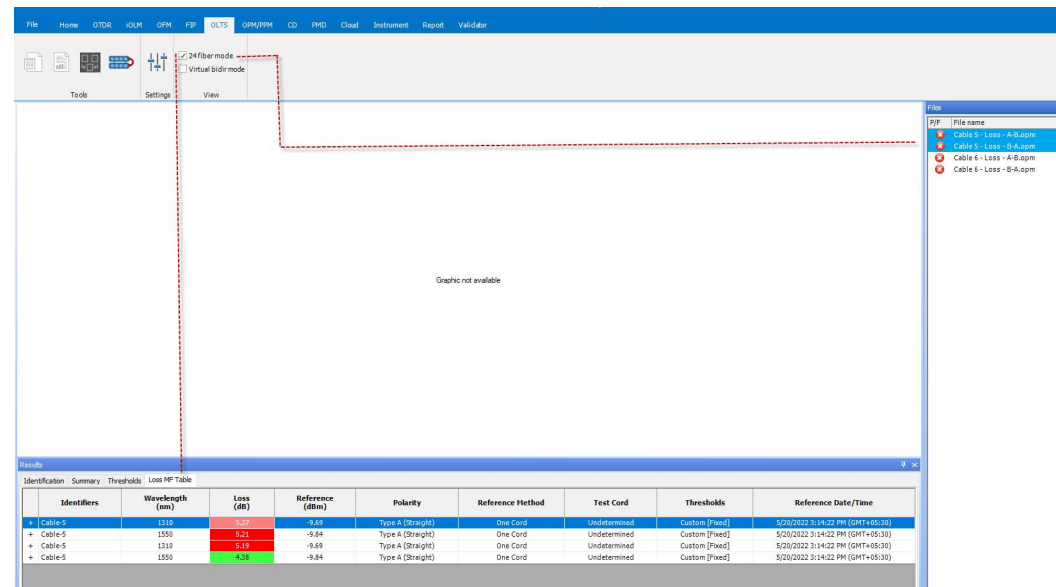 File Home OTDR iOLM OFM FIP OLTS OPM/PPM CD PMD Cloud Instrument Report Validator
24 fiber mode
Virtual bidir mode
Tools Settings View
Files
P/F File name
Cable 5 - Loss - A-B.opm
Cable 5 - Loss - B-A.opm
Cable 6 - Loss - A-B.opm
Cable 6 - Loss - B-A.opm
Graphic not available
Results
Identification Summary Thresholds Loss MF Table
Identifiers Wavelength (nm) Loss (dB) Reference (dBm) Polarity Reference Method Test Cord Thresholds Reference Date/Time
+ Cable-5 1310 5.27 -9.69 Type A (Straight) One Cord Undetermined Custom [Fixed] 5/20/2022 3:14:22 PM (GMT+05:30)
+ Cable-5 1550 5.21 -9.84 Type A (Straight) One Cord Undetermined Custom [Fixed] 5/20/2022 3:14:22 PM (GMT+05:30)
+ Cable-5 1310 5.19 -9.69 Type A (Straight) One Cord Undetermined Custom [Fixed] 5/20/2022 3:14:22 PM (GMT+05:30)
+ Cable-5 1550 4.38 -9.84 Type A (Straight) One Cord Undetermined Custom [Fixed] 5/20/2022 3:14:22 PM (GMT+05:30)